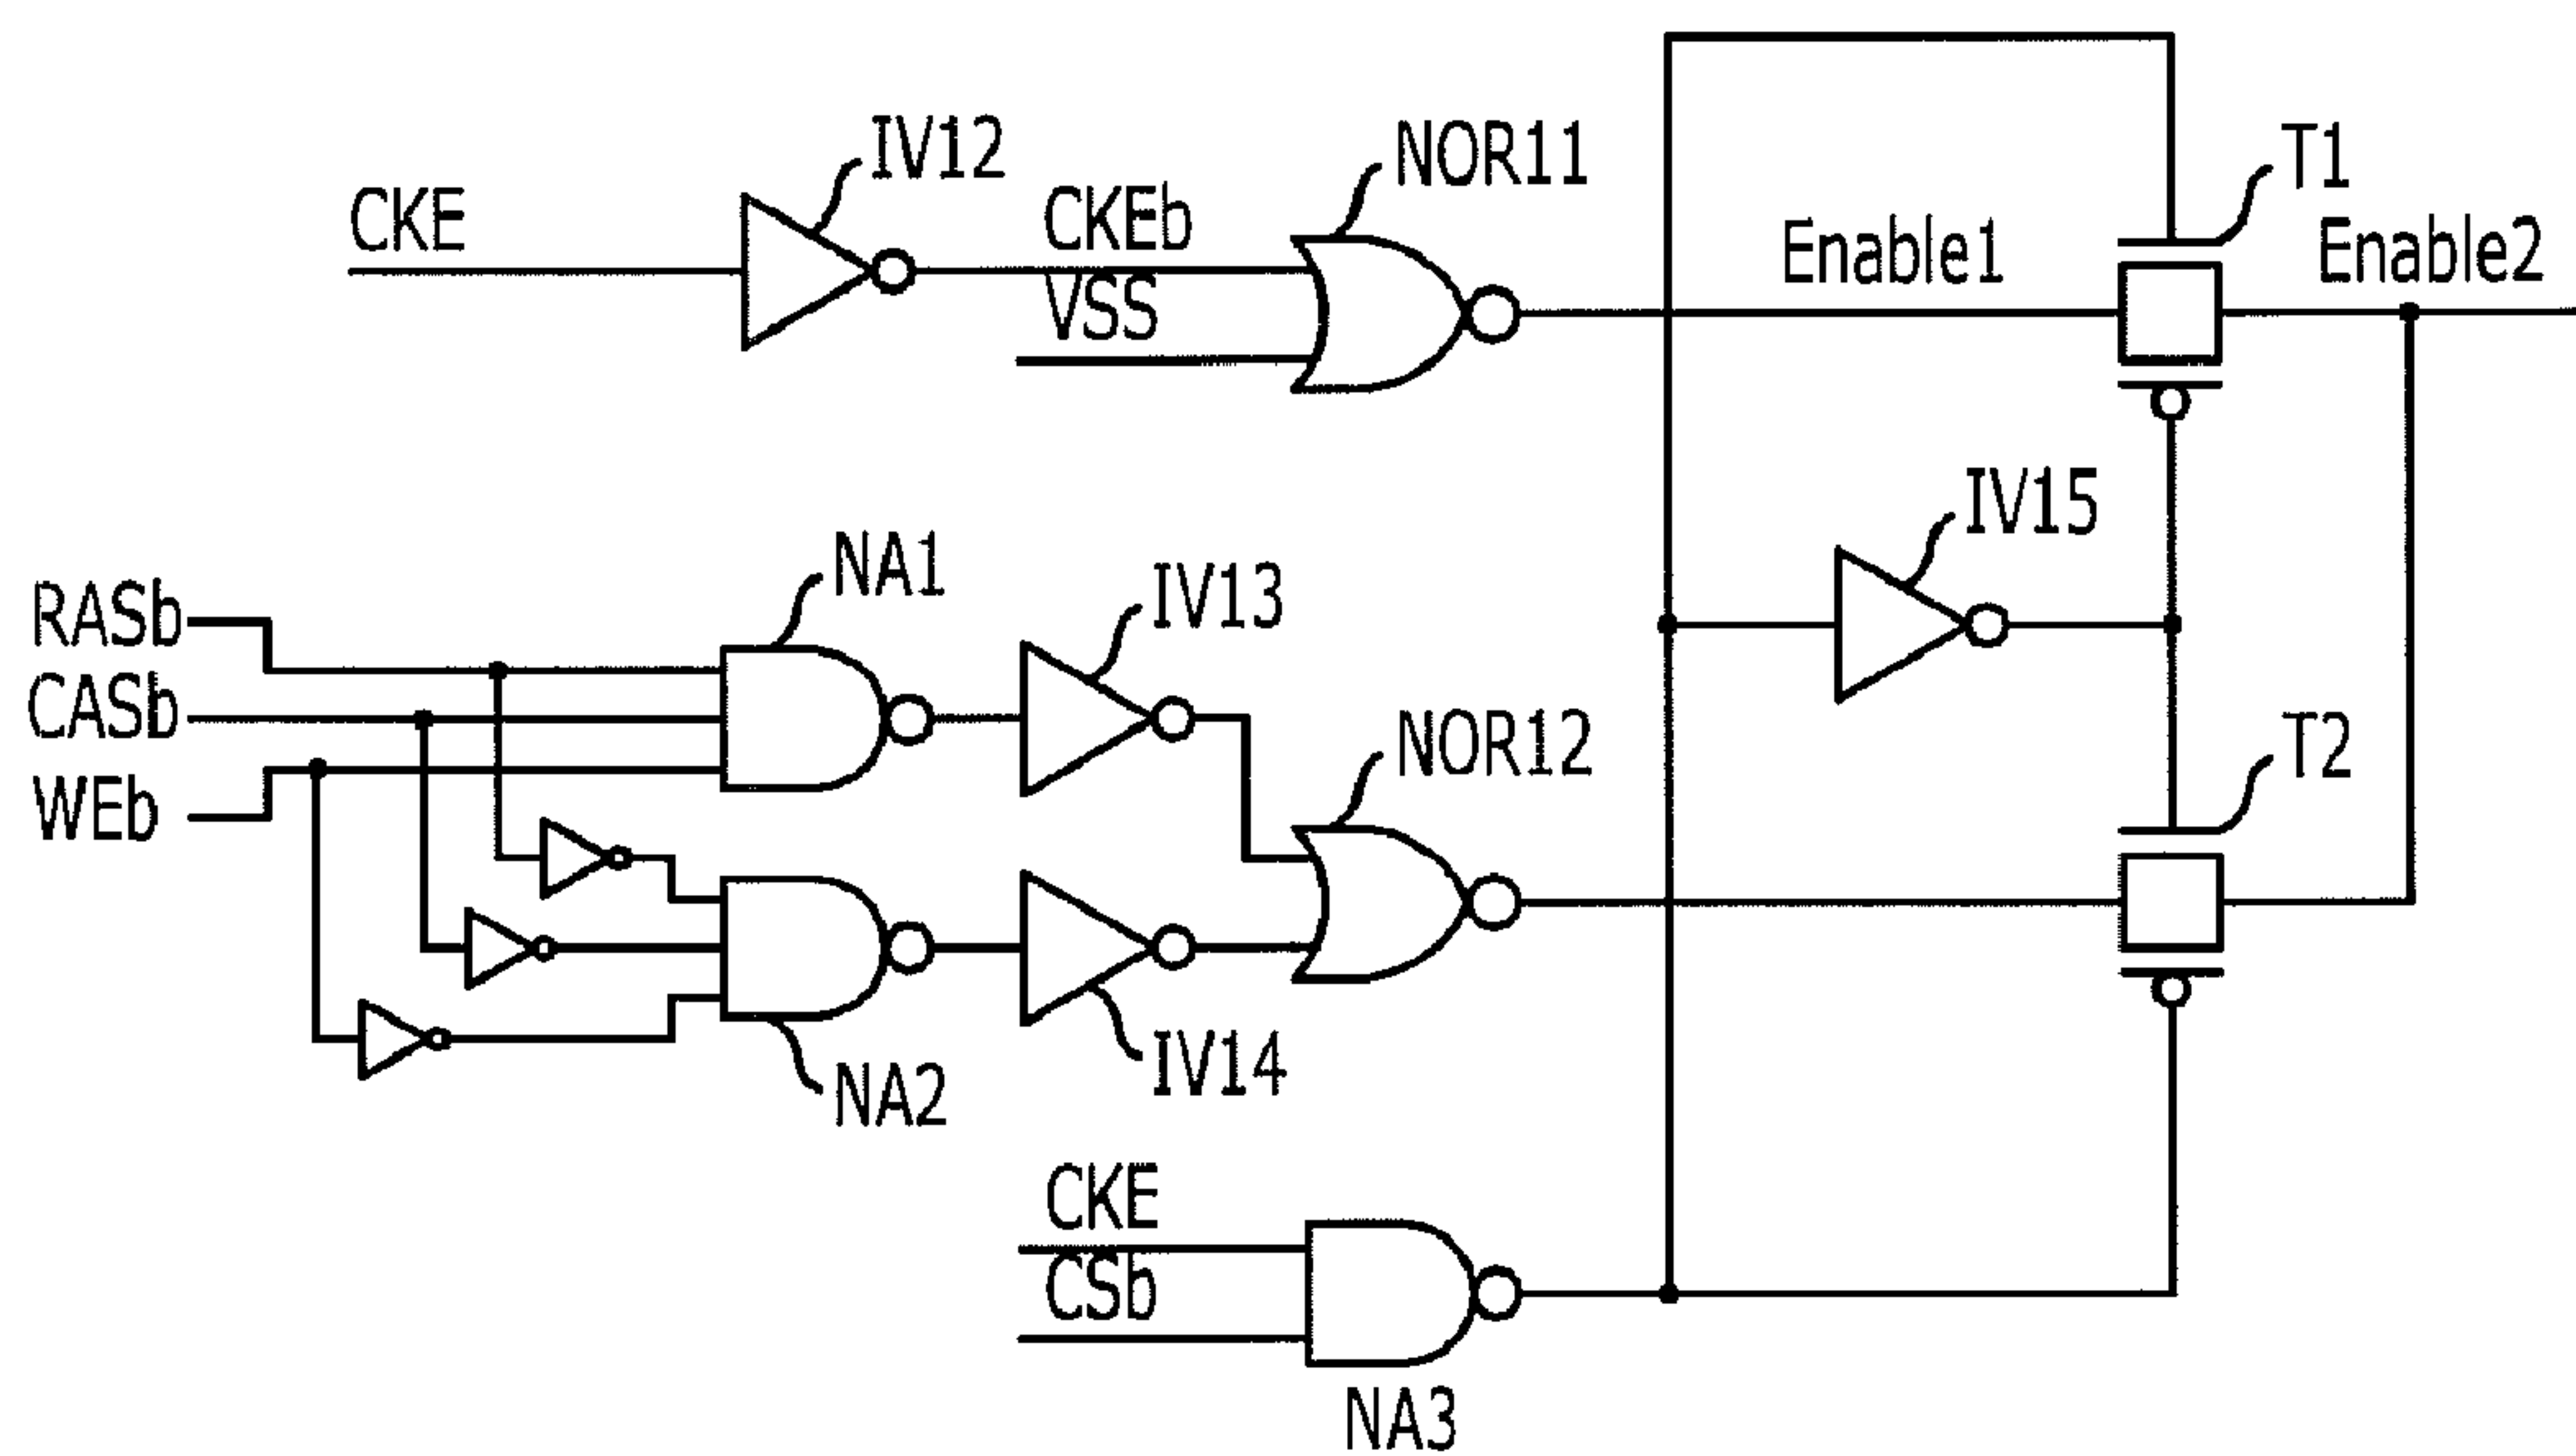 IV12
NOR11
T1
CKE
CKEb
VSS
Enable1
Enable2
IV15
NA1
IV13
RASb
CASb
WEb
NOR12
T2
NA2
IV14
CKE
CSb
NA3